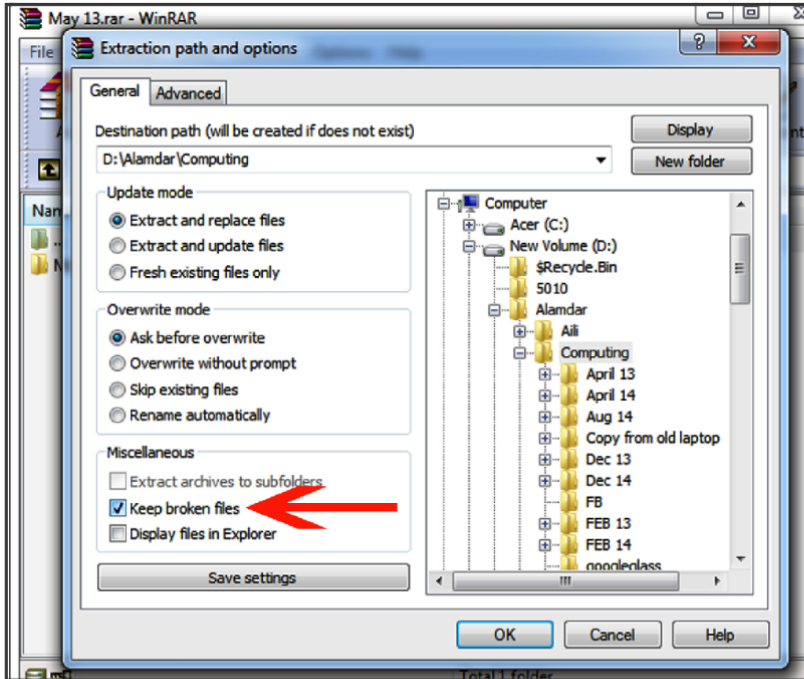 May 13.rar - WinRAR
File
Extraction path and options
General Advanced
Destination path (will be created if does not exist)
Display
D:\Alamdar\Computing
New folder
Update mode
Extract and replace files
Extract and update files
Fresh existing files only
Overwrite mode
Ask before overwrite
Overwrite without prompt
Skip existing files
Rename automatically
Miscellaneous
Extract archives to subfolders
Keep broken files
Display files in Explorer
Save settings
Computer
Acer (C:)
New Volume (D:)
$Recycle.Bin
5010
Alamdar
Aili
Computing
April 13
April 14
Aug 14
Copy from old laptop
Dec 13
Dec 14
FB
FEB 13
FEB 14
googleglass
OK Cancel Help
Total 1 folder